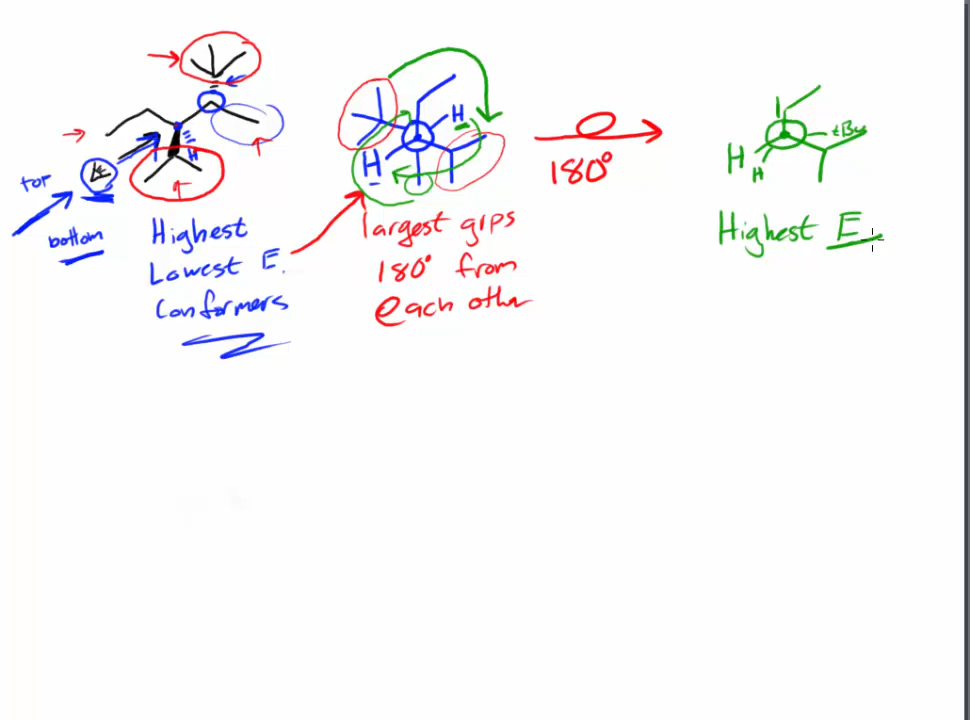 top
bottom
H
Highest
Lowest E.
Conformers
H
H
largest grps
180° from
each other
180°
tBu
H
H
Highest E